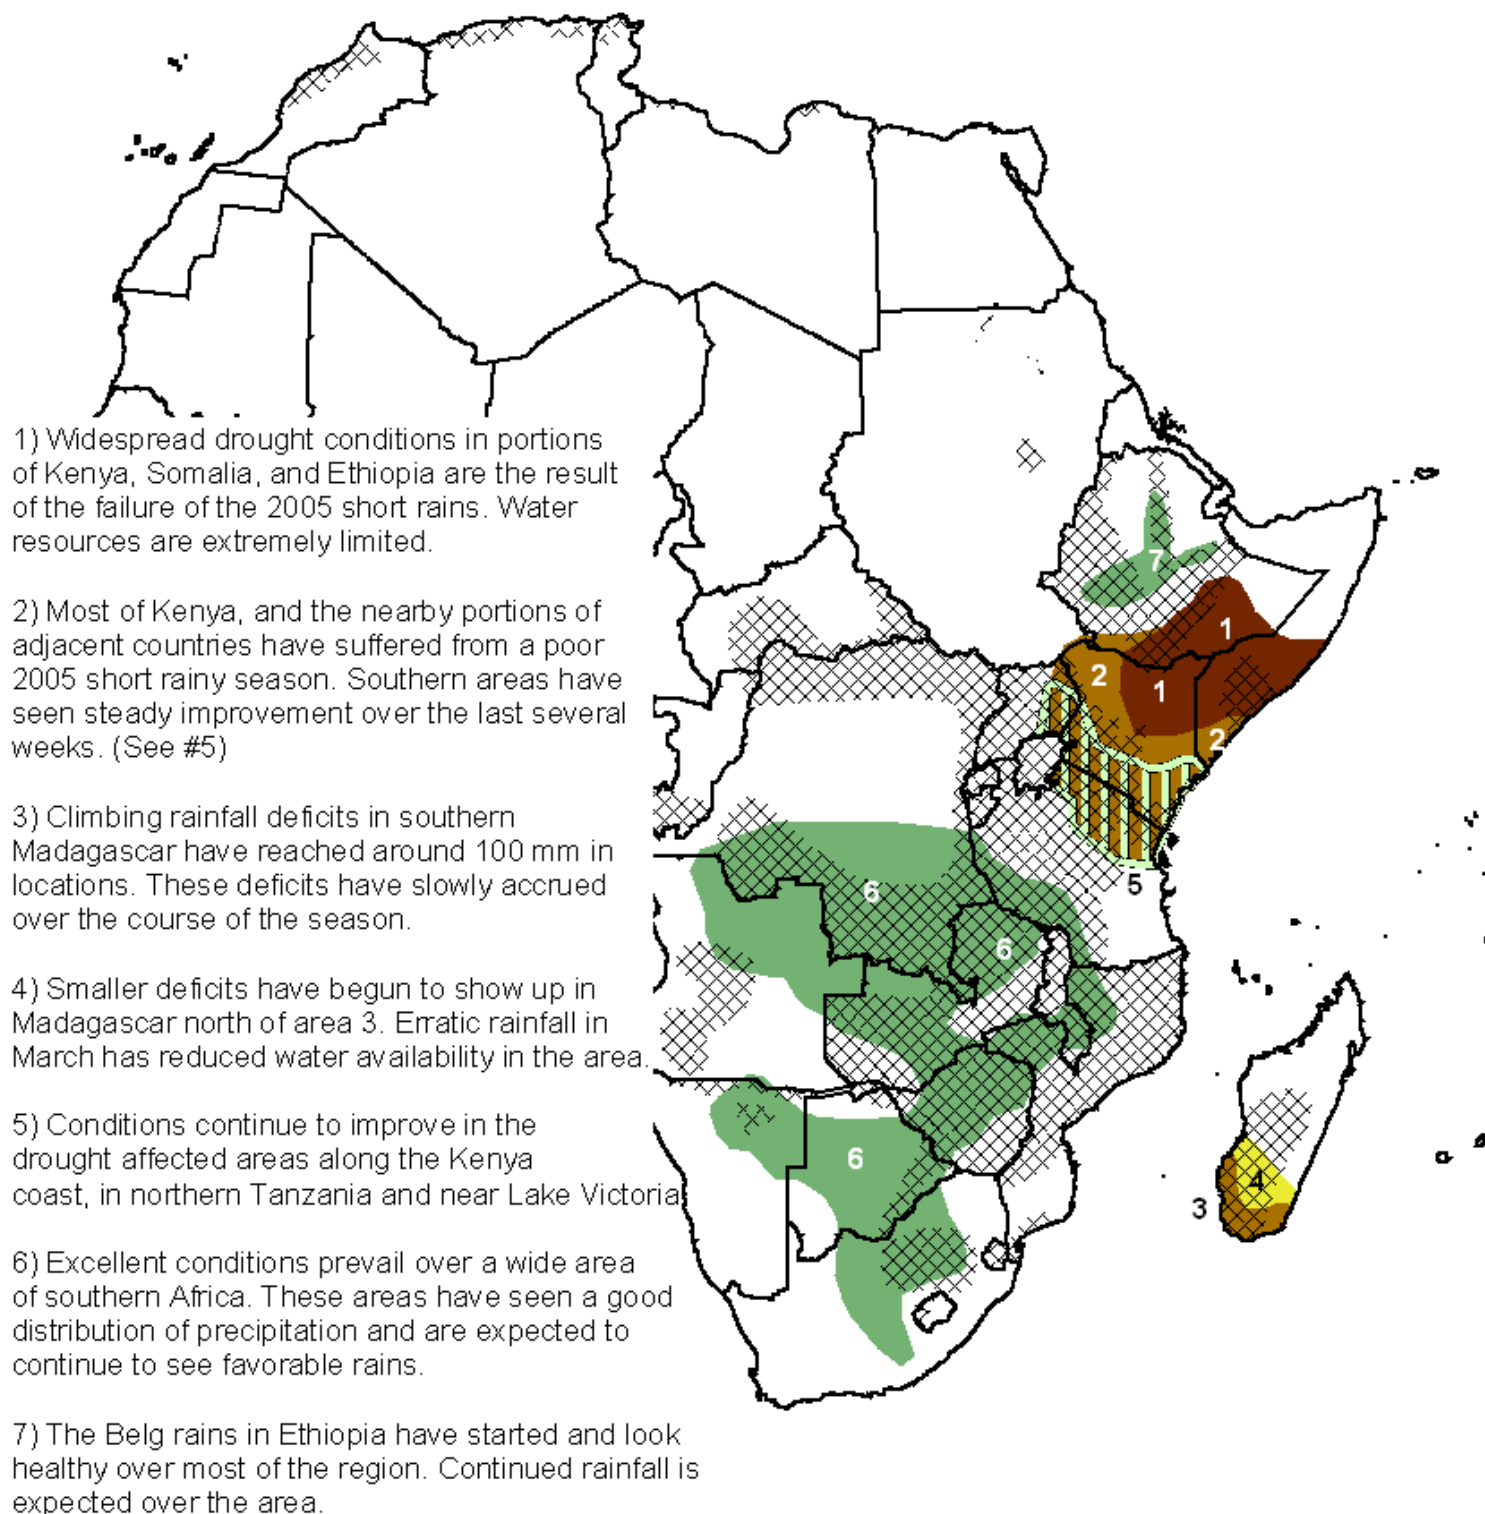 1) Widespread drought conditions in portions
of Kenya, Somalia, and Ethiopia are the result
of the failure of the 2005 short rains. Water
resources are extremely limited.
2) Most of Kenya, and the nearby portions of
adjacent countries have suffered from a poor
2005 short rainy season. Southern areas have
seen steady improvement over the last several
weeks. (See #5)
3) Climbing rainfall deficits in southern
Madagascar have reached around 100 mm in
locations. These deficits have slowly accrued
over the course of the season.
4) Smaller deficits have begun to show up in
Madagascar north of area 3. Erratic rainfall in
March has reduced water availability in the area.
5) Conditions continue to improve in the
drought affected areas along the Kenya
coast, in northern Tanzania and near Lake Victoria
6) Excellent conditions prevail over a wide area
of southern Africa. These areas have seen a good
distribution of precipitation and are expected to
continue to see favorable rains.
7) The Belg rains in Ethiopia have started and look
healthy over most of the region. Continued rainfall is
expected over the area.
7
1
2
1
2
5
6
6
6
4
3